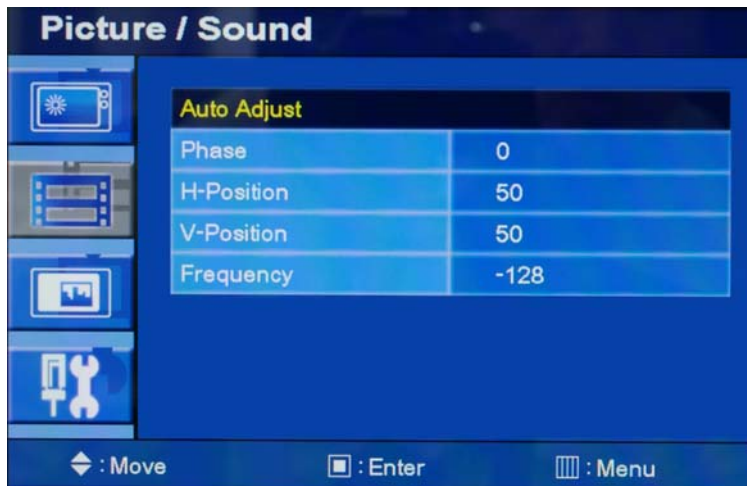 Picture / Sound
Auto Adjust
Phase 0
H-Position 50
V-Position 50
Frequency -128
: Move : Enter : Menu